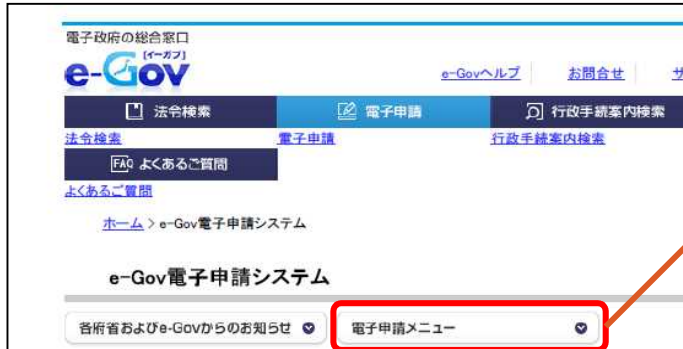 電子政府の総合窓口
e-Gov [イーガブ]
e-Govヘルプ お問合せ
法令検索 電子申請 行政手続案内検索
法令検索 電子申請 行政手続案内検索
FAQ よくあるご質問
よくあるご質問
ホーム > e-Gov電子申請システム
e-Gov電子申請システム
各府省およびe-Govからのお知らせ 電子申請メニュー